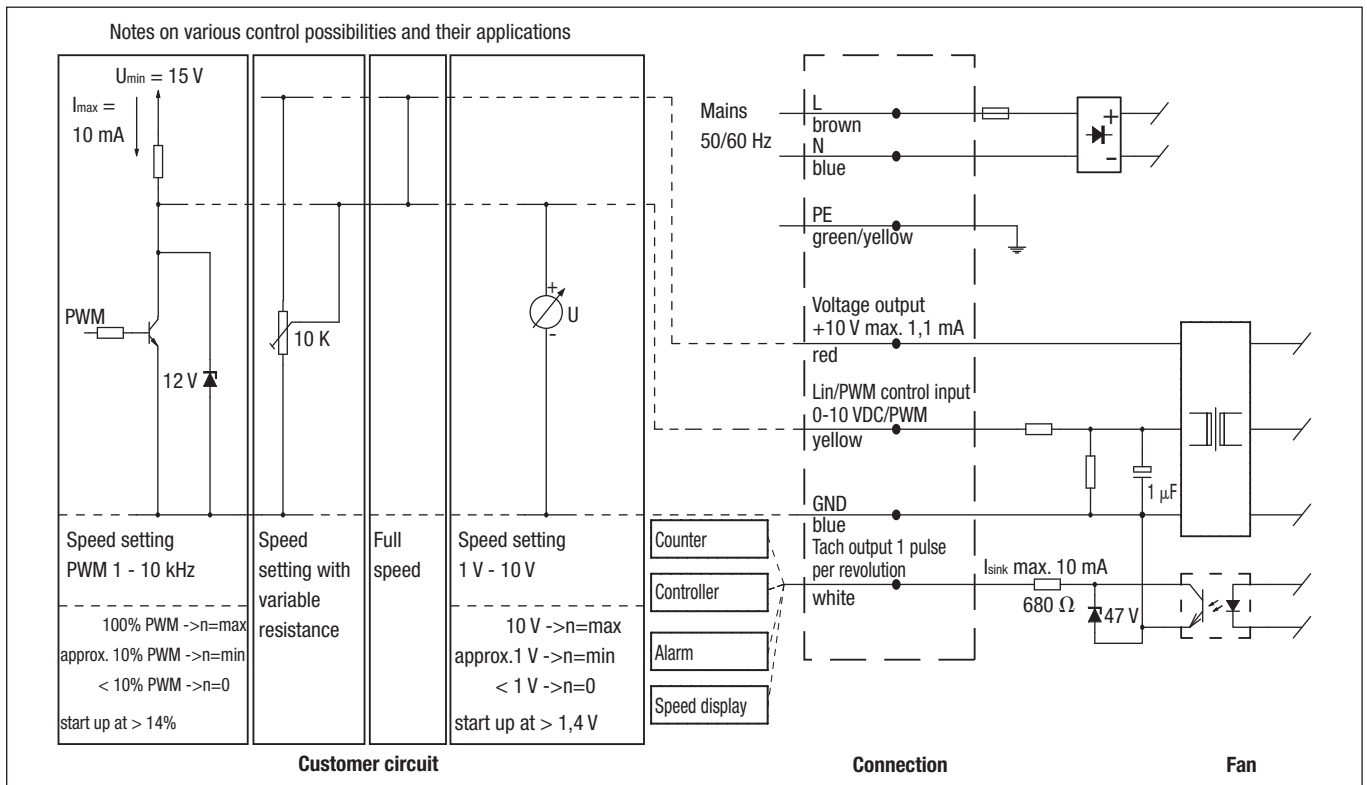 Notes on various control possibilities and their applications
Umin = 15 V
Imax =
10 mA
PWM
12 V
10 K
+
U
-
Speed setting
PWM 1 - 10 kHz
100% PWM ->n=max
approx. 10% PWM ->n=min
< 10% PWM ->n=0
start up at > 14%
Speed
setting with
variable
resistance
Full
speed
Speed setting
1 V - 10 V
10 V ->n=max
approx.1 V ->n=min
< 1 V ->n=0
start up at > 1,4 V
Customer circuit
Counter
Controller
Alarm
Speed display
Mains
50/60 Hz
L
brown
N
blue
PE
green/yellow
Voltage output
+10 V max. 1,1 mA
red
Lin/PWM control input
0-10 VDC/PWM
yellow
GND
blue
Tach output 1 pulse
per revolution
white
Connection
+
-
1 µF
Isink max. 10 mA
680 Ω
47 V
Fan